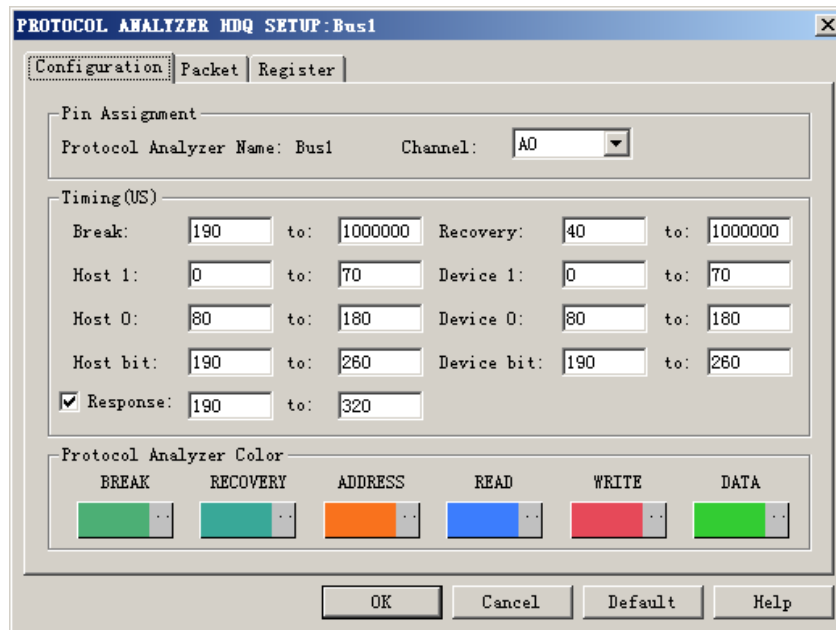 PROTOCOL ANALYZER HDQ SETUP:Bus1
Configuration Packet Register
Pin Assignment
Protocol Analyzer Name: Bus1 Channel: A0
Timing(US)
Break: 190 to: 1000000 Recovery: 40 to: 1000000
Host 1: 0 to: 70 Device 1: 0 to: 70
Host 0: 80 to: 180 Device 0: 80 to: 180
Host bit: 190 to: 260 Device bit: 190 to: 260
Response: 190 to: 320
Protocol Analyzer Color
BREAK RECOVERY ADDRESS READ WRITE DATA
.. .. .. .. .. ..
OK Cancel Default Help